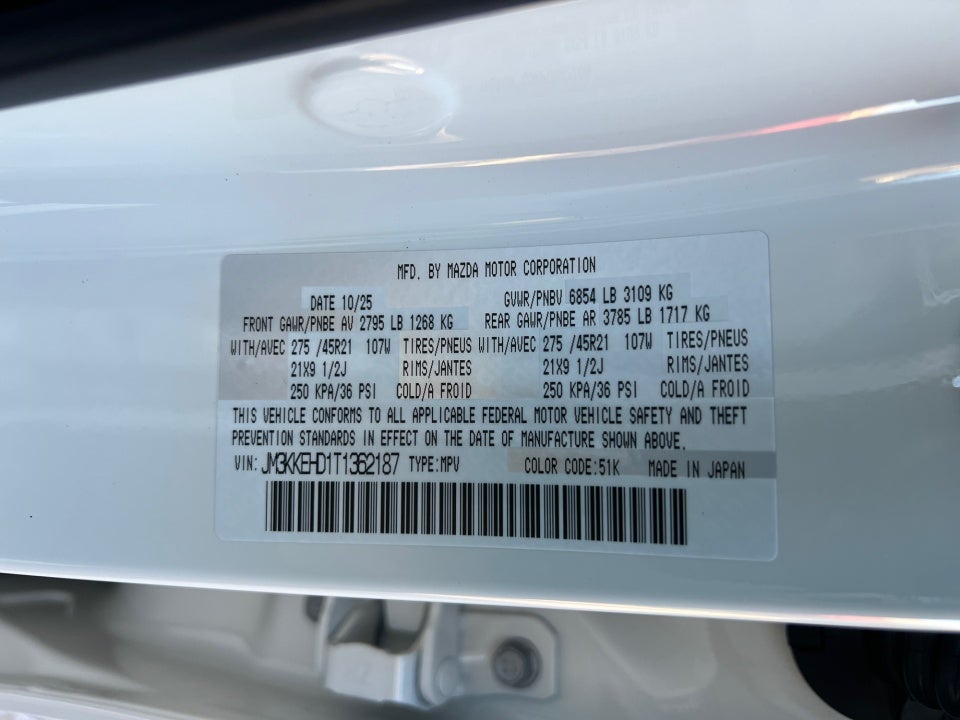 MFD. BY MAZDA MOTOR CORPORATION
DATE 10/25 GVWR/PNBV 6854 LB 3109 KG
FRONT GAWR/PNBE AV 2795 LB 1268 KG REAR GAWR/PNBE AR 3785 LB 1717 KG
WITH/AVEC 275 /45R21 107W TIRES/PNEUS WITH/AVEC 275 /45R21 107W TIRES/PNEUS
21X9 1/2J RIMS/JANTES 21X9 1/2J RIMS/JANTES
250 KPA/36 PSI COLD/A FROID 250 KPA/36 PSI COLD/A FROID
THIS VEHICLE CONFORMS TO ALL APPLICABLE FEDERAL MOTOR VEHICLE SAFETY AND THEFT
PREVENTION STANDARDS IN EFFECT ON THE DATE OF MANUFACTURE SHOWN ABOVE.
VIN: JM3KKEHD1T1362187 TYPE:MPV COLOR CODE:51K MADE IN JAPAN